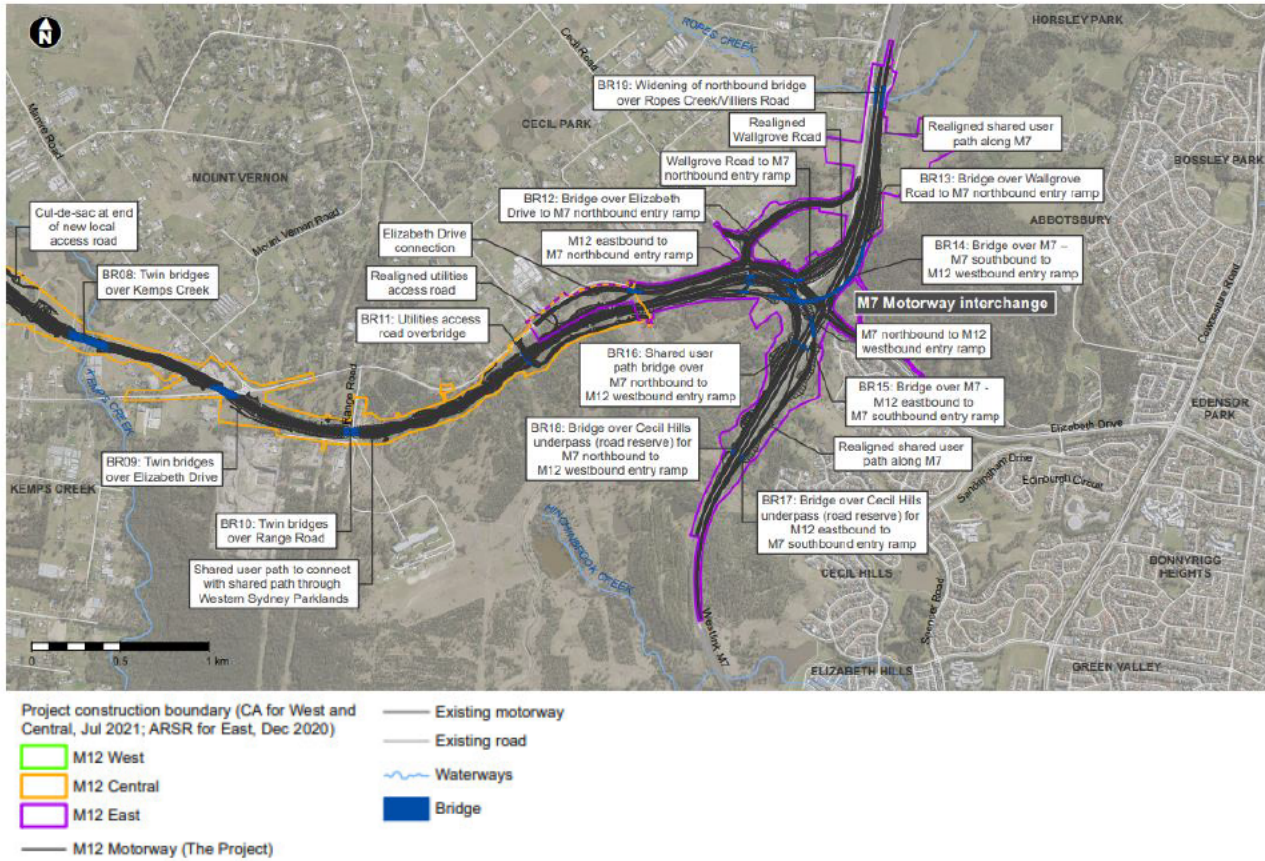 N
ROPES CREEK
HORSLEY PARK
Cecil Road
BR19: Widening of northbound bridge
over Ropes Creek/Villiers Road
Mamre Road
CECIL PARK
Realigned
Wallgrove Road
Realigned shared user
path along M7
BOSSLEY PARK
MOUNT VERNON
Wallgrove Road to M7
northbound entry ramp
BR13: Bridge over Wallgrove
Road to M7 northbound entry ramp
BR12: Bridge over Elizabeth
Drive to M7 northbound entry ramp
ABBOTSBURY
Cul-de-sac at end
of new local
access road
Mount Vernon Road
Elizabeth Drive
connection
M12 eastbound to
M7 northbound entry ramp
BR14: Bridge over M7 –
M7 southbound to
M12 westbound entry ramp
BR08: Twin bridges
over Kemps Creek
Realigned utilities
access road
M7 Motorway interchange
Cowpasture Road
BR11: Utilities access
road overbridge
M7 northbound to M12
westbound entry ramp
BR16: Shared user
path bridge over
M7 northbound to
M12 westbound entry ramp
KEMPS CREEK
Range Road
BR15: Bridge over M7 -
M12 eastbound to
M7 southbound entry ramp
EDENSOR
PARK
Elizabeth Drive
BR18: Bridge over Cecil Hills
underpass (road reserve) for
M7 northbound to
M12 westbound entry ramp
Realigned shared user
path along M7
BR09: Twin bridges
over Elizabeth Drive
Sandringham Drive
Edinburgh Circuit
KEMPS CREEK
BR10: Twin bridges
over Range Road
BR17: Bridge over Cecil Hills
underpass (road reserve) for
M12 eastbound to
M7 southbound entry ramp
HINCHINBROOK CREEK
BONNYRIGG
HEIGHTS
Shared user path to connect
with shared path through
Western Sydney Parklands
CECIL HILLS
Spencer Road
Westlink M7
0 0.5 1 km
ELIZABETH HILLS
GREEN VALLEY
Project construction boundary (CA for West and
Central, Jul 2021; ARSR for East, Dec 2020)
M12 West
M12 Central
M12 East
M12 Motorway (The Project)
Existing motorway
Existing road
Waterways
Bridge